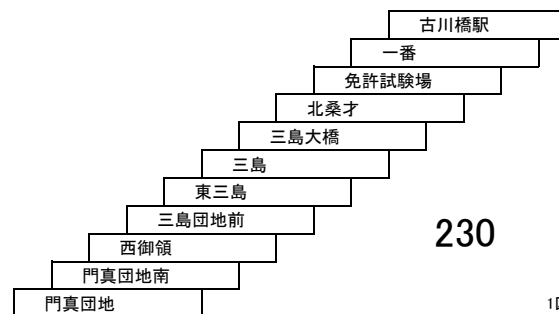 古川橋駅
一番
免許試験場
北桑才
三島大橋
三島
東三島
三島団地前
西御領
門真団地南
門真団地
230